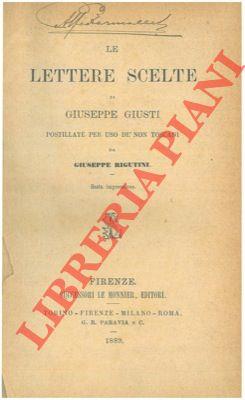 LE
LETTERE SCELTE
DI
GIUSEPPE GIUSTI
POSTILLATE PER USO DE' NON TOSCANI
DA
GIUSEPPE RIGUTINI.
Sesta impressione.
FIRENZE.
SUCCESSORI LE MONNIER, EDITORI.
TORINO - FIRENZE - MILANO - ROMA.
G. B. PARAVIA E C.
1889.
LIBRERIA PIANI